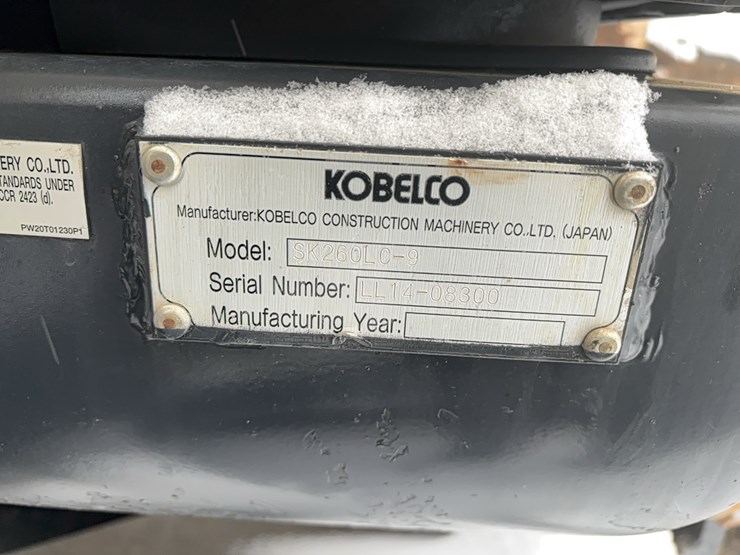 ERY CO.,LTD.
TANDARDS UNDER
CCR 2423 (d).
PW20T01230P1
KOBELCO
Manufacturer:KOBELCO CONSTRUCTION MACHINERY CO.,LTD. (JAPAN)
Model: SK260LC-9
Serial Number: LL14-08300
Manufacturing Year: